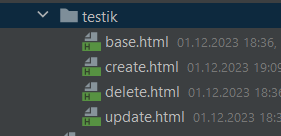 testik
base.html 01.12.2023 18:36,
create.html 01.12.2023 19:09
delete.html 01.12.2023 18:36
update.html 01.12.2023 18: